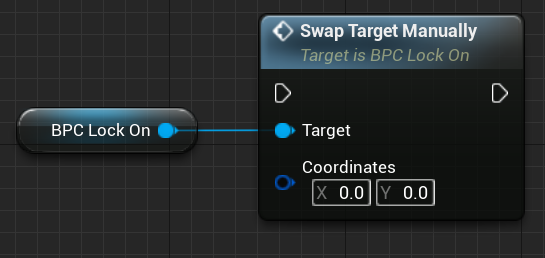 Swap Target Manually
Target is BPC Lock On
BPC Lock On
Target
Coordinates
X 0.0 Y 0.0